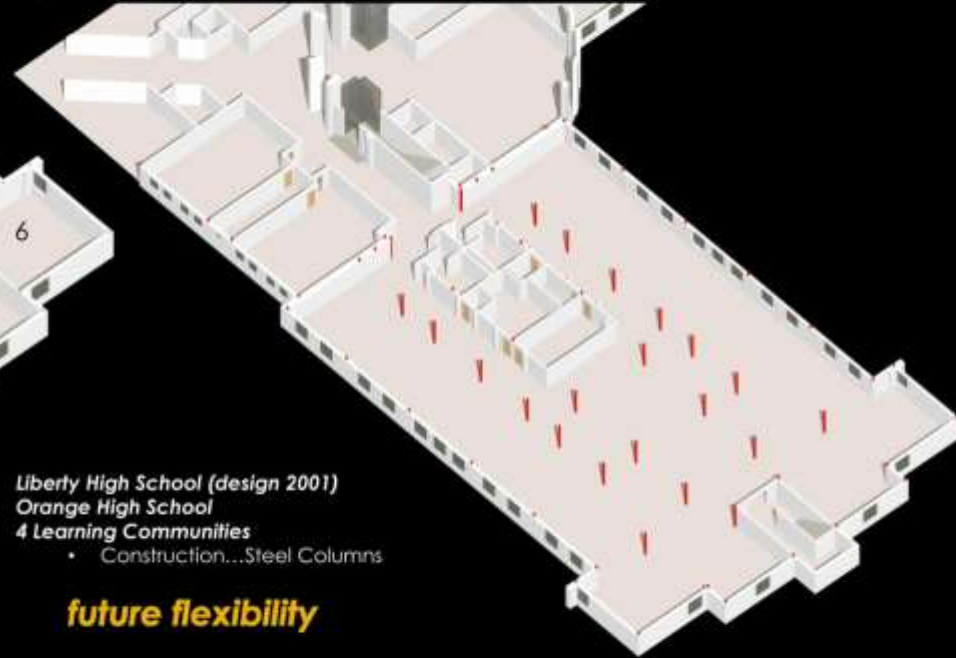 6
Liberty High School (design 2001)
Orange High School
4 Learning Communities
• Construction...Steel Columns
future flexibility